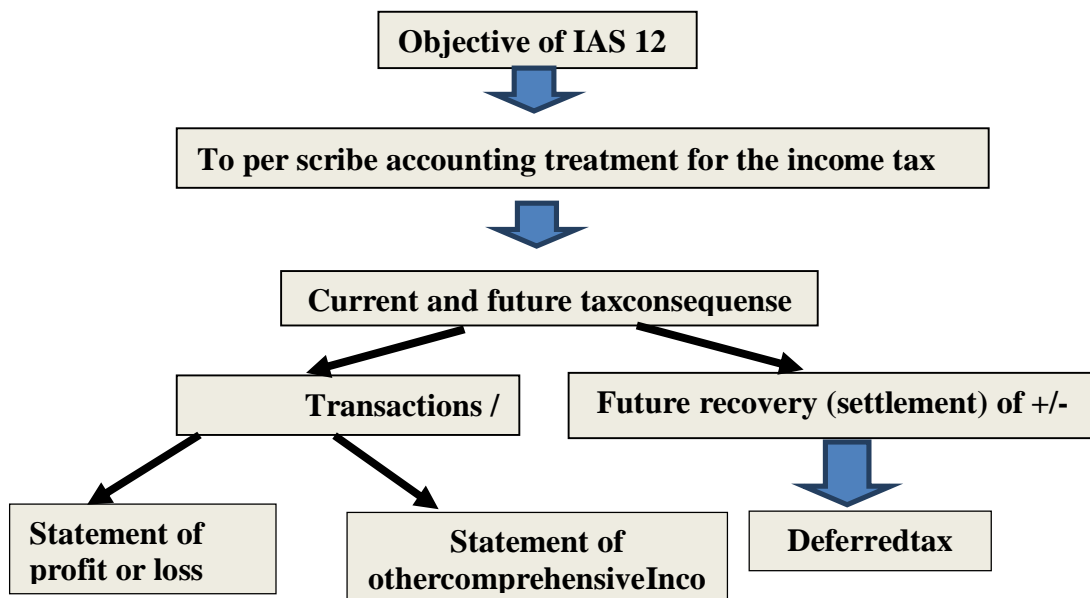 Objective of IAS 12
To per scribe accounting treatment for the income tax
Current and future taxconsequense
Transactions /
Future recovery (settlement) of +/-
Statement of
profit or loss
Statement of
othercomprehensiveInco
Deferredtax